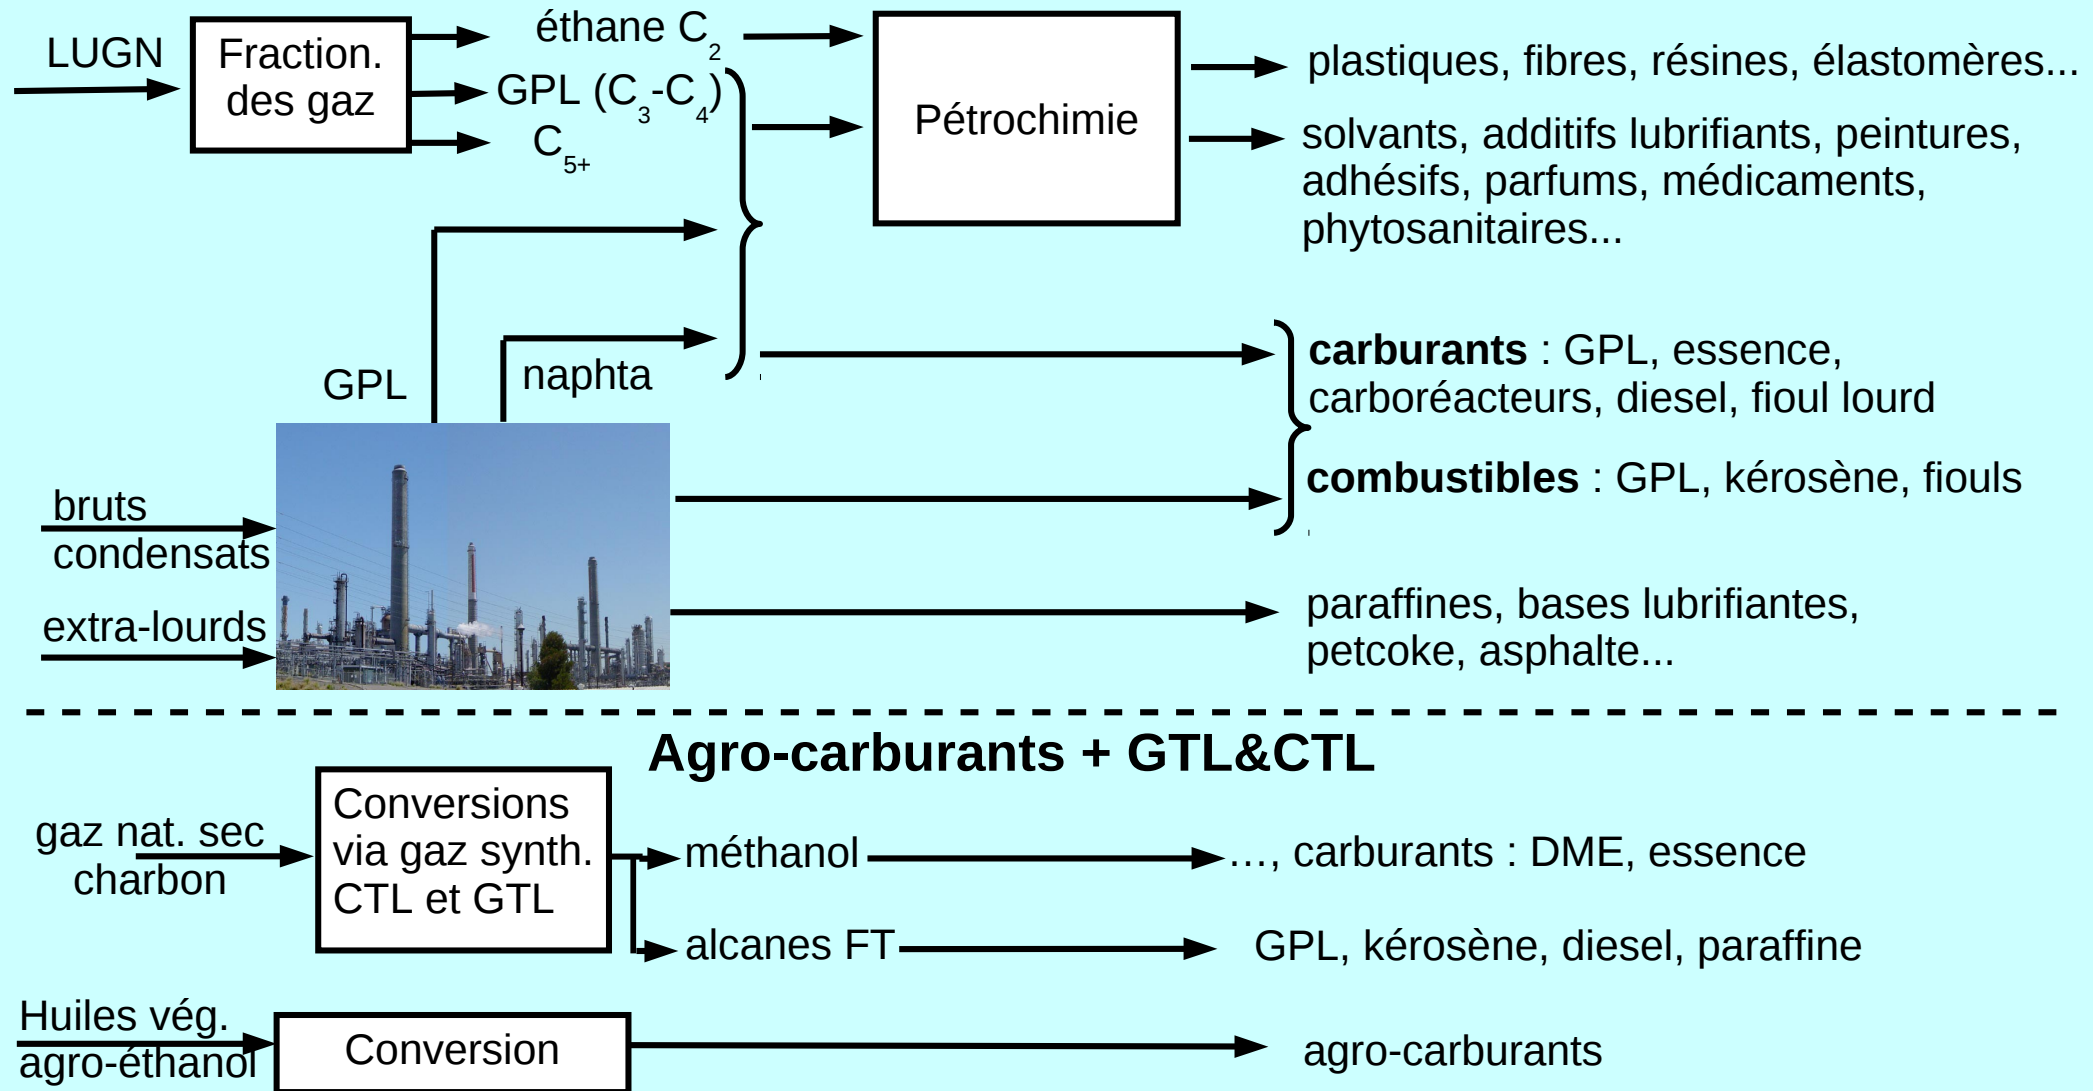 LUGN
Fraction.
des gaz
éthane C2
GPL (C3-C4)
C5+
Pétrochimie
plastiques, fibres, résines, élastomères...
solvants, additifs lubrifiants, peintures,
adhésifs, parfums, médicaments,
phytosanitaires...
GPL
naphta
carburants : GPL, essence,
carboréacteurs, diesel, fioul lourd
combustibles : GPL, kérosène, fiouls
bruts
condensats
extra-lourds
paraffines, bases lubrifiantes,
petcoke, asphalte...
Agro-carburants + GTL&CTL
gaz nat. sec
charbon
Conversions
via gaz synth.
CTL et GTL
méthanol
…, carburants : DME, essence
alcanes FT
GPL, kérosène, diesel, paraffine
Huiles vég.
agro-éthanol
Conversion
agro-carburants